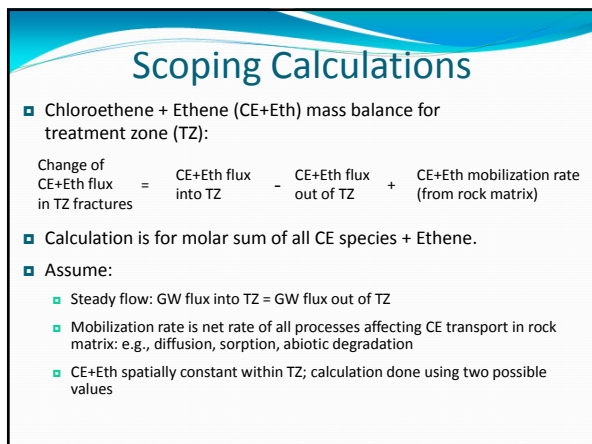 Scoping Calculations
Chloroethene + Ethene (CE+Eth) mass balance for
treatment zone (TZ):
Change of
CE+Eth flux
in TZ fractures
=
CE+Eth flux
into TZ
-
CE+Eth flux
out of TZ
+
CE+Eth mobilization rate
(from rock matrix)
Calculation is for molar sum of all CE species + Ethene.
Assume:
Steady flow: GW flux into TZ = GW flux out of TZ
Mobilization rate is net rate of all processes affecting CE transport in rock
matrix: e.g., diffusion, sorption, abiotic degradation
CE+Eth spatially constant within TZ; calculation done using two possible
values